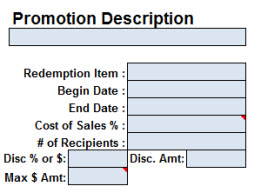 Promotion Description
Redemption Item :
Begin Date :
End Date :
Cost of Sales % :
# of Recipients :
Disc % or $: Disc. Amt:
Max $ Amt: